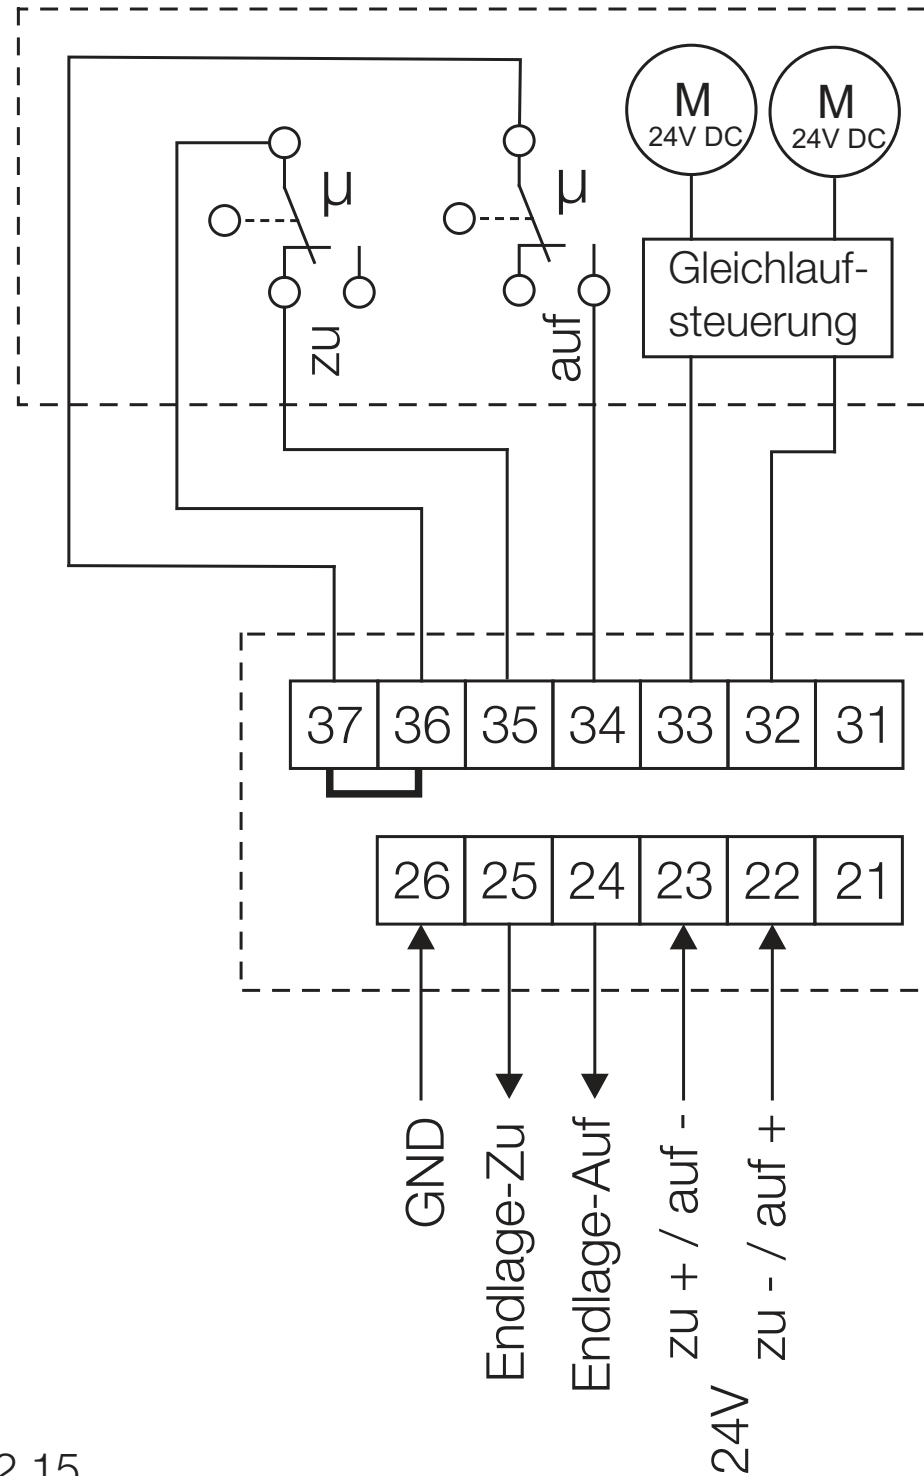 M
24V DC
M
24V DC
µ
µ
Gleichlauf-
steuerung
zu
auf
37 36 35 34 33 32 31
26 25 24 23 22 21
GND
Endlage-Zu
Endlage-Auf
zu + / auf -
zu - / auf +
24V
2.15